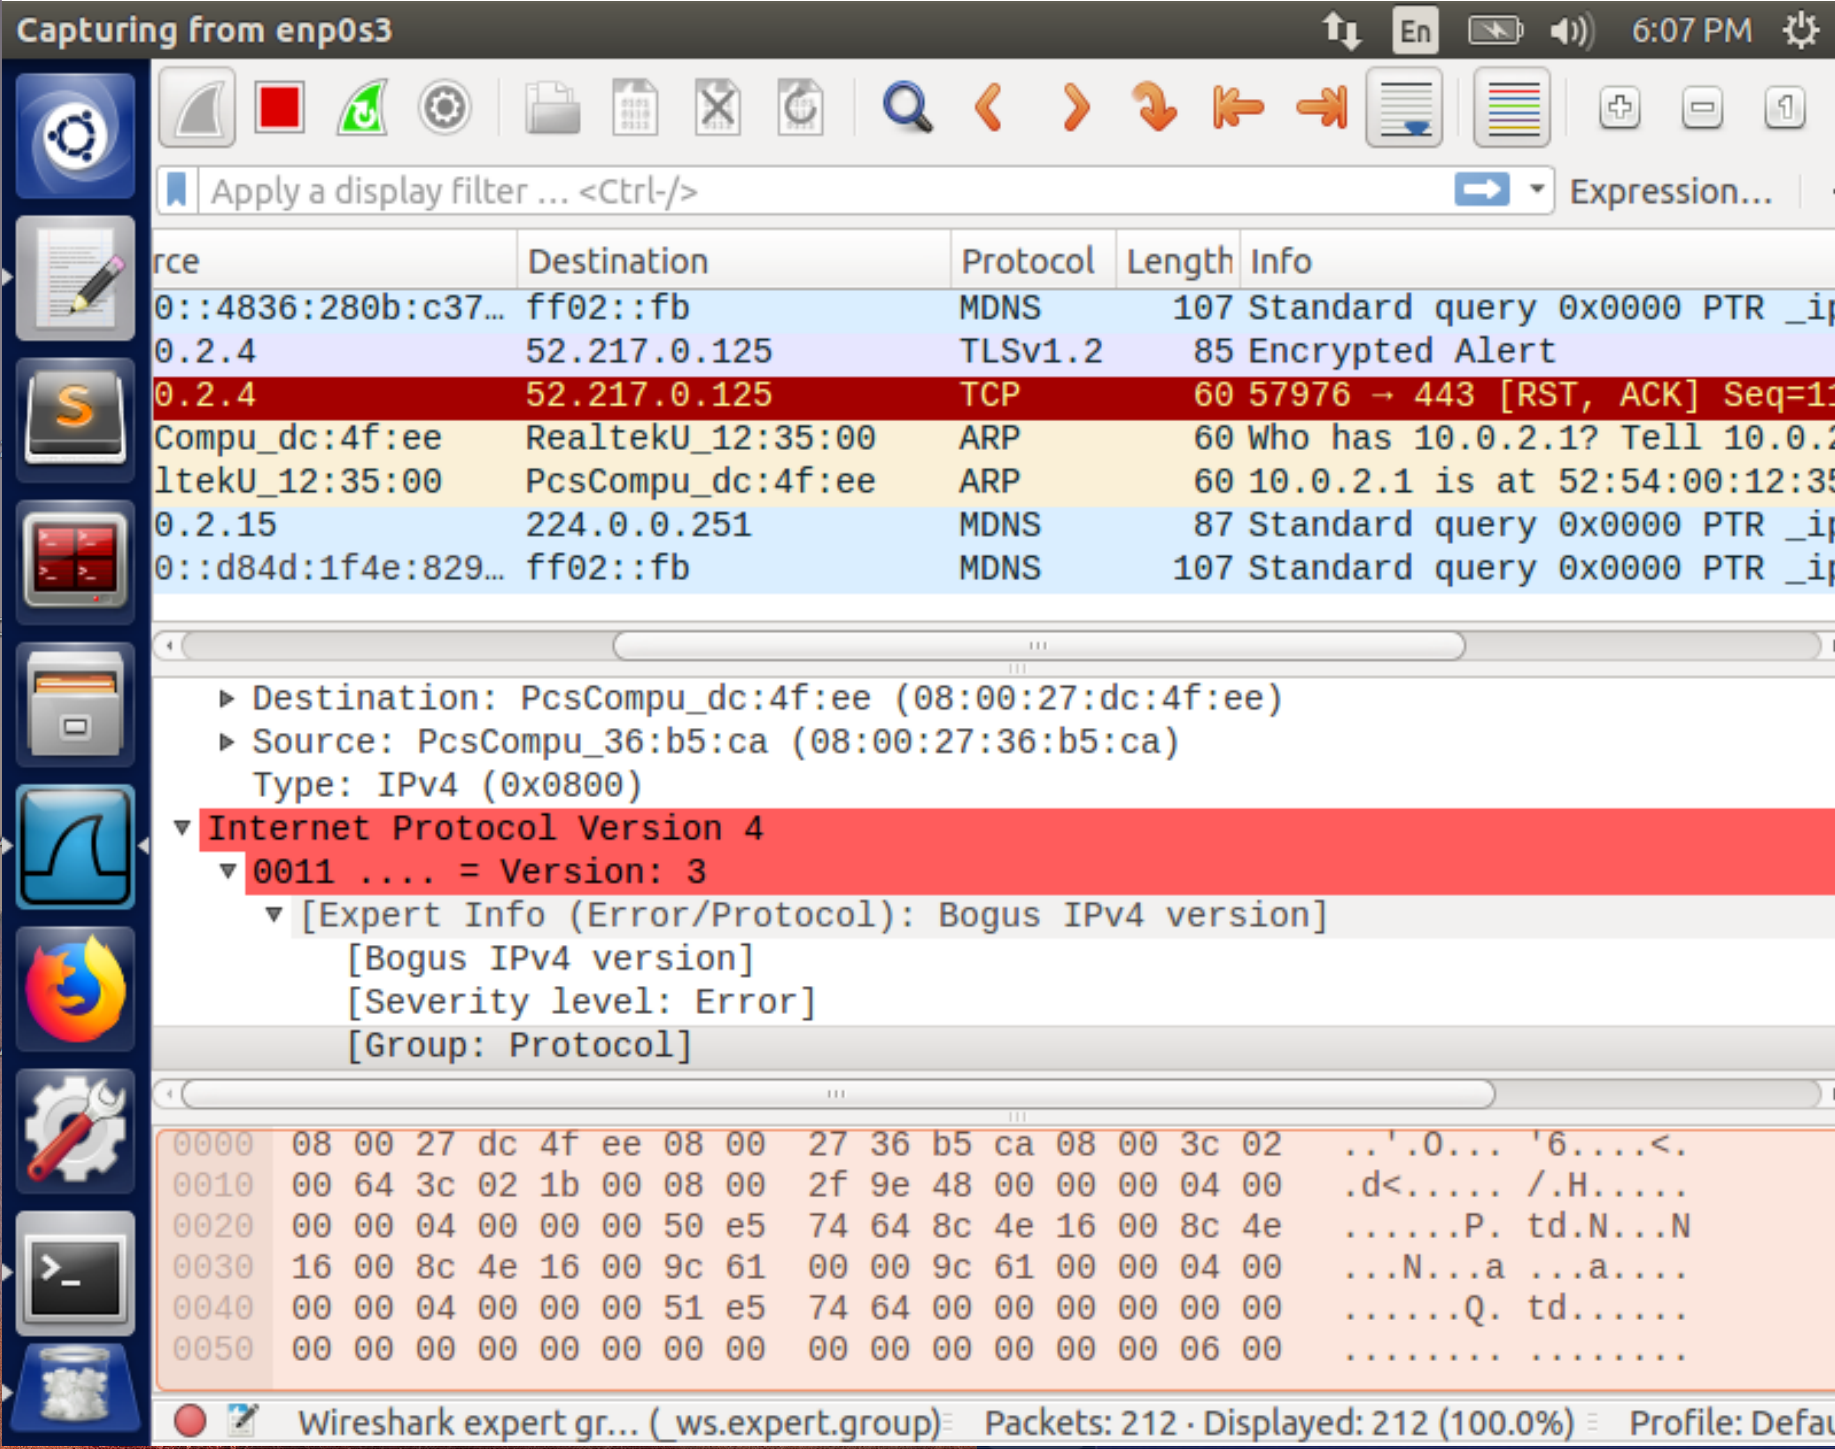 Capturing from enp0s3
En
6:07 PM
Apply a display filter ... <Ctrl-/>
Expression...
rce Destination Protocol Length Info
0::4836:280b:c37... ff02::fb MDNS 107 Standard query 0x0000 PTR _ip
0.2.4 52.217.0.125 TLSv1.2 85 Encrypted Alert
0.2.4 52.217.0.125 TCP 60 57976 → 443 [RST, ACK] Seq=11
Compu_dc:4f:ee RealtekU_12:35:00 ARP 60 Who has 10.0.2.1? Tell 10.0.2
ltekU_12:35:00 PcsCompu_dc:4f:ee ARP 60 10.0.2.1 is at 52:54:00:12:35
0.2.15 224.0.0.251 MDNS 87 Standard query 0x0000 PTR _ip
0::d84d:1f4e:829... ff02::fb MDNS 107 Standard query 0x0000 PTR _ip
Destination: PcsCompu_dc:4f:ee (08:00:27:dc:4f:ee)
Source: PcsCompu_36:b5:ca (08:00:27:36:b5:ca)
Type: IPv4 (0x0800)
Internet Protocol Version 4
0011 .... = Version: 3
[Expert Info (Error/Protocol): Bogus IPv4 version]
[Bogus IPv4 version]
[Severity level: Error]
[Group: Protocol]
0000 08 00 27 dc 4f ee 08 00 27 36 b5 ca 08 00 3c 02 ..'.O... '6....<.
0010 00 64 3c 02 1b 00 08 00 2f 9e 48 00 00 00 04 00 .d<..... /.H.....
0020 00 00 04 00 00 00 50 e5 74 64 8c 4e 16 00 8c 4e ......P. td.N...N
0030 16 00 8c 4e 16 00 9c 61 00 00 9c 61 00 00 04 00 ...N...a ...a....
0040 00 00 04 00 00 00 51 e5 74 64 00 00 00 00 00 00 ......Q. td......
0050 00 00 00 00 00 00 00 00 00 00 00 00 00 00 06 00 ........ ........
Wireshark expert gr... (_ws.expert.group) Packets: 212 · Displayed: 212 (100.0%) Profile: Defau